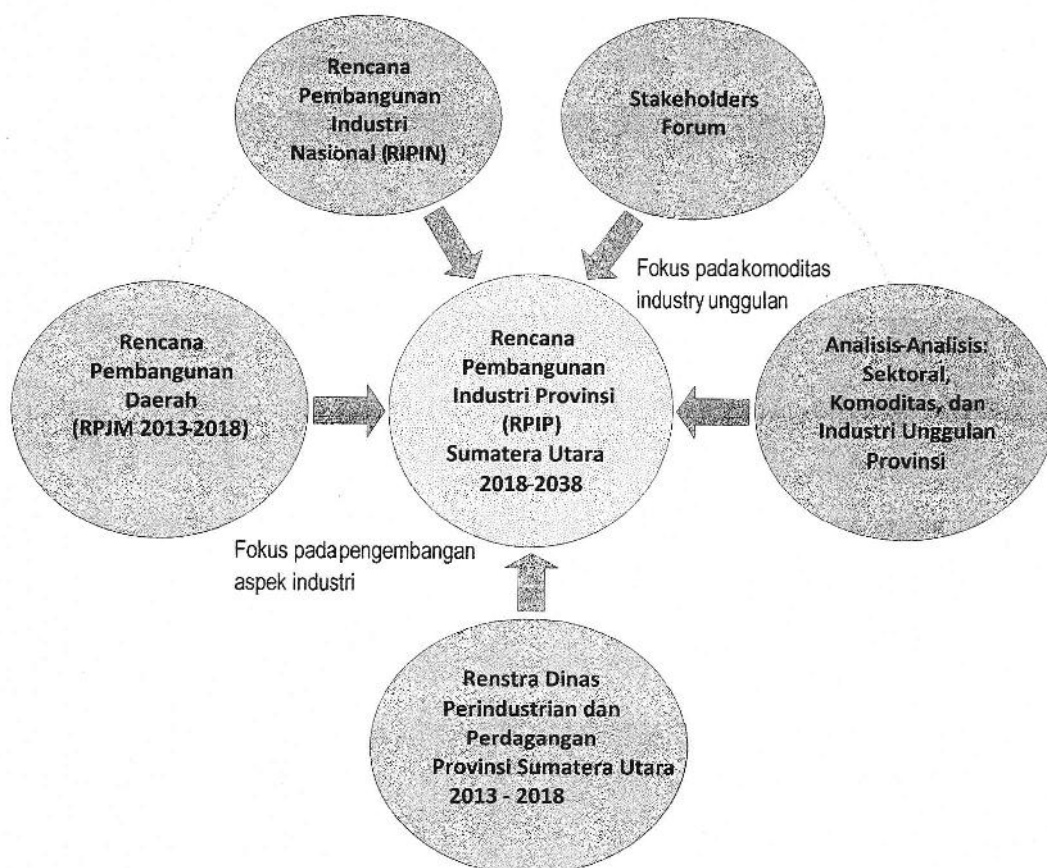 Rencana
Pembangunan
Industri
Nasional (RIPIN)
Stakeholders
Forum
Fokus pada komoditas
industry unggulan
Rencana
Pembangunan
Daerah
(RPJM 2013-2018)
Rencana
Pembangunan
Industri Provinsi
(RPIP)
Sumatera Utara
2018-2038
Analisis-Analisis:
Sektoral,
Komoditas, dan
Industri Unggulan
Provinsi
Fokus pada pengembangan
aspek industri
Renstra Dinas
Perindustrian dan
Perdagangan
Provinsi Sumatera Utara
2013 - 2018